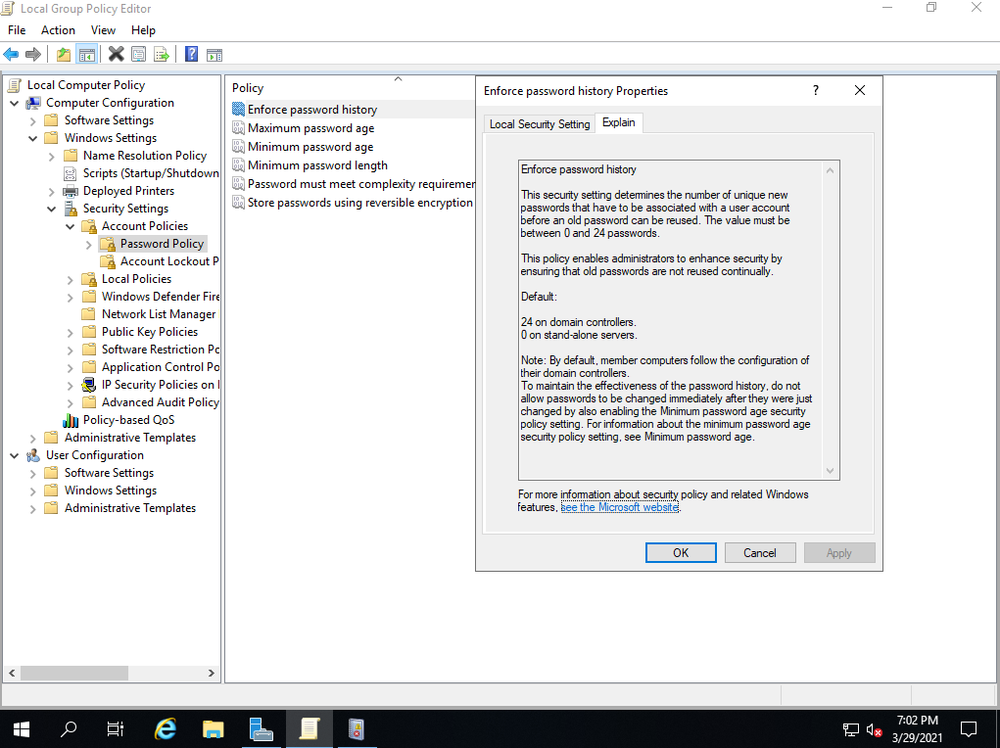 Local Group Policy Editor
File Action View Help
Local Computer Policy
Computer Configuration
Software Settings
Windows Settings
Name Resolution Policy
Scripts (Startup/Shutdown
Deployed Printers
Security Settings
Account Policies
Password Policy
Account Lockout P
Local Policies
Windows Defender Fire
Network List Manager
Public Key Policies
Software Restriction Po
Application Control Po
IP Security Policies on
Advanced Audit Policy
Policy-based QoS
Administrative Templates
User Configuration
Software Settings
Windows Settings
Administrative Templates
Policy
Enforce password history
Maximum password age
Minimum password age
Minimum password length
Password must meet complexity requiremen
Store passwords using reversible encryption
Enforce password history Properties
?
Local Security Setting Explain
Enforce password history
This security setting determines the number of unique new
passwords that have to be associated with a user account
before an old password can be reused. The value must be
between 0 and 24 passwords.
This policy enables administrators to enhance security by
ensuring that old passwords are not reused continually.
Default:
24 on domain controllers.
0 on stand-alone servers.
Note: By default, member computers follow the configuration of
their domain controllers.
To maintain the effectiveness of the password history, do not
allow passwords to be changed immediately after they were just
changed by also enabling the Minimum password age security
policy setting. For information about the minimum password age
security policy setting, see Minimum password age.
For more information about security policy and related Windows
features, see the Microsoft website.
OK Cancel Apply
7:02 PM
3/29/2021